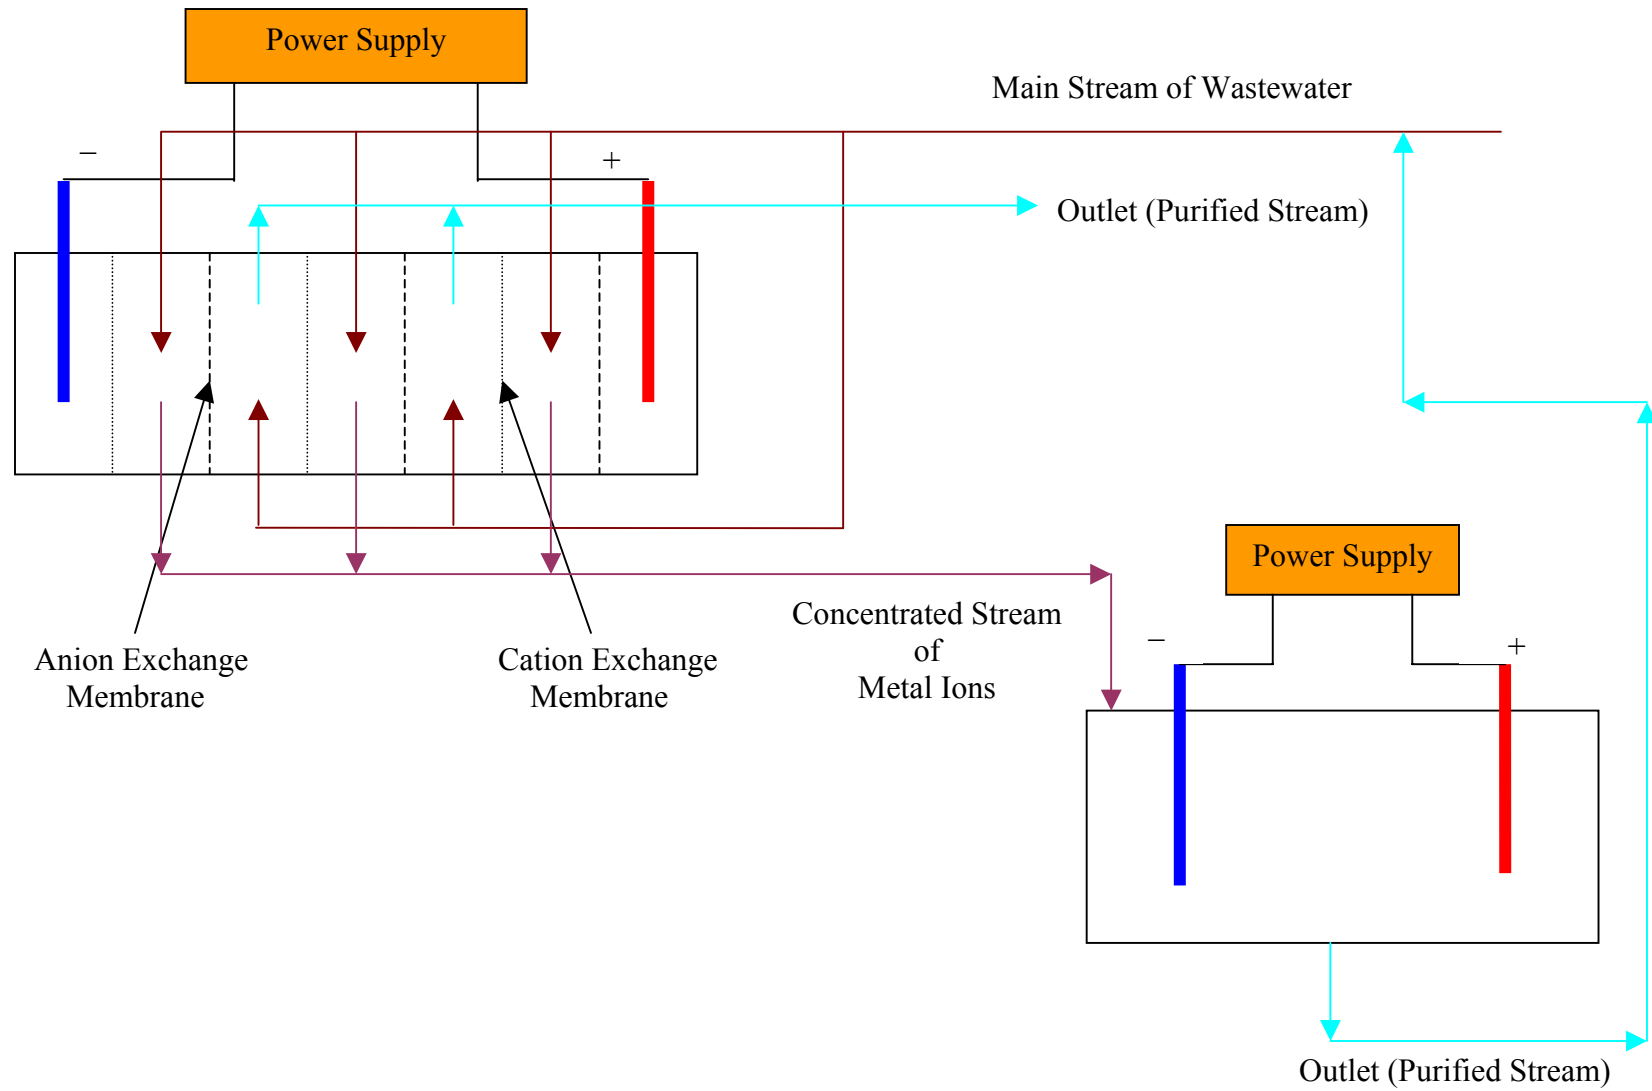 Power Supply
Main Stream of Wastewater
−
+
Outlet (Purified Stream)
Anion Exchange
Membrane
Cation Exchange
Membrane
Concentrated Stream
of
Metal Ions
Power Supply
−
+
Outlet (Purified Stream)